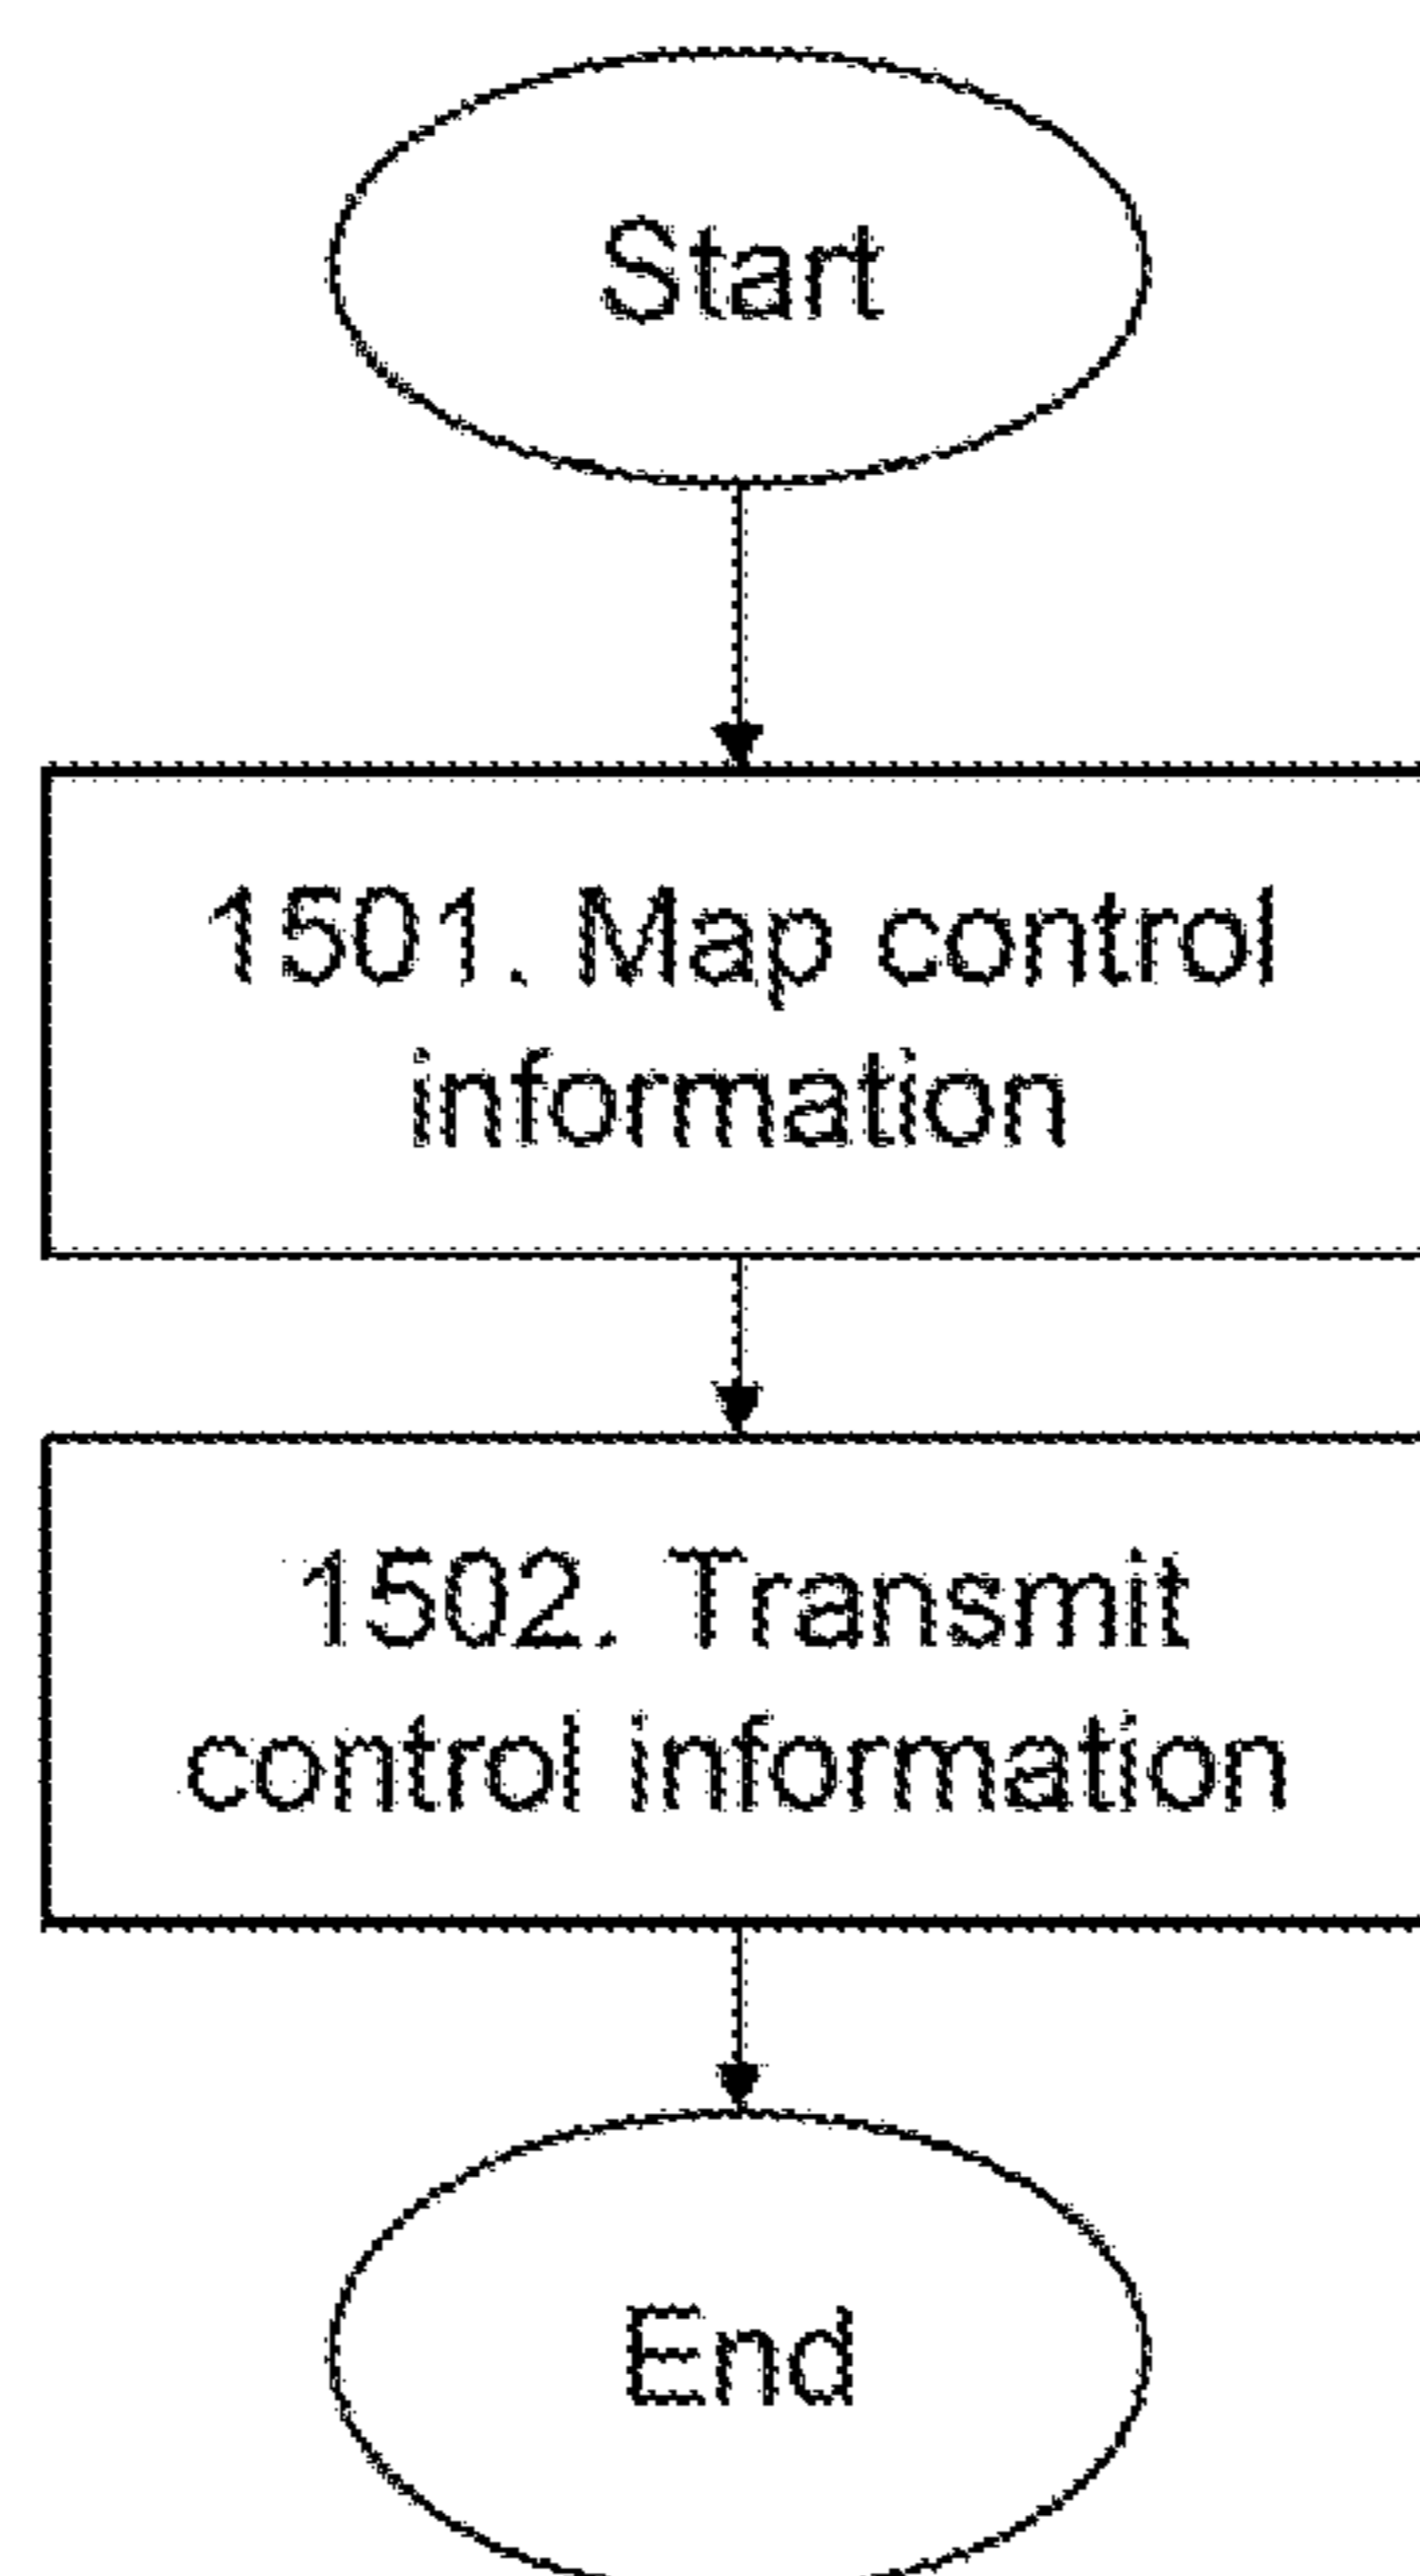 Start
1501. Map control
information
1502. Transmit
control information
End